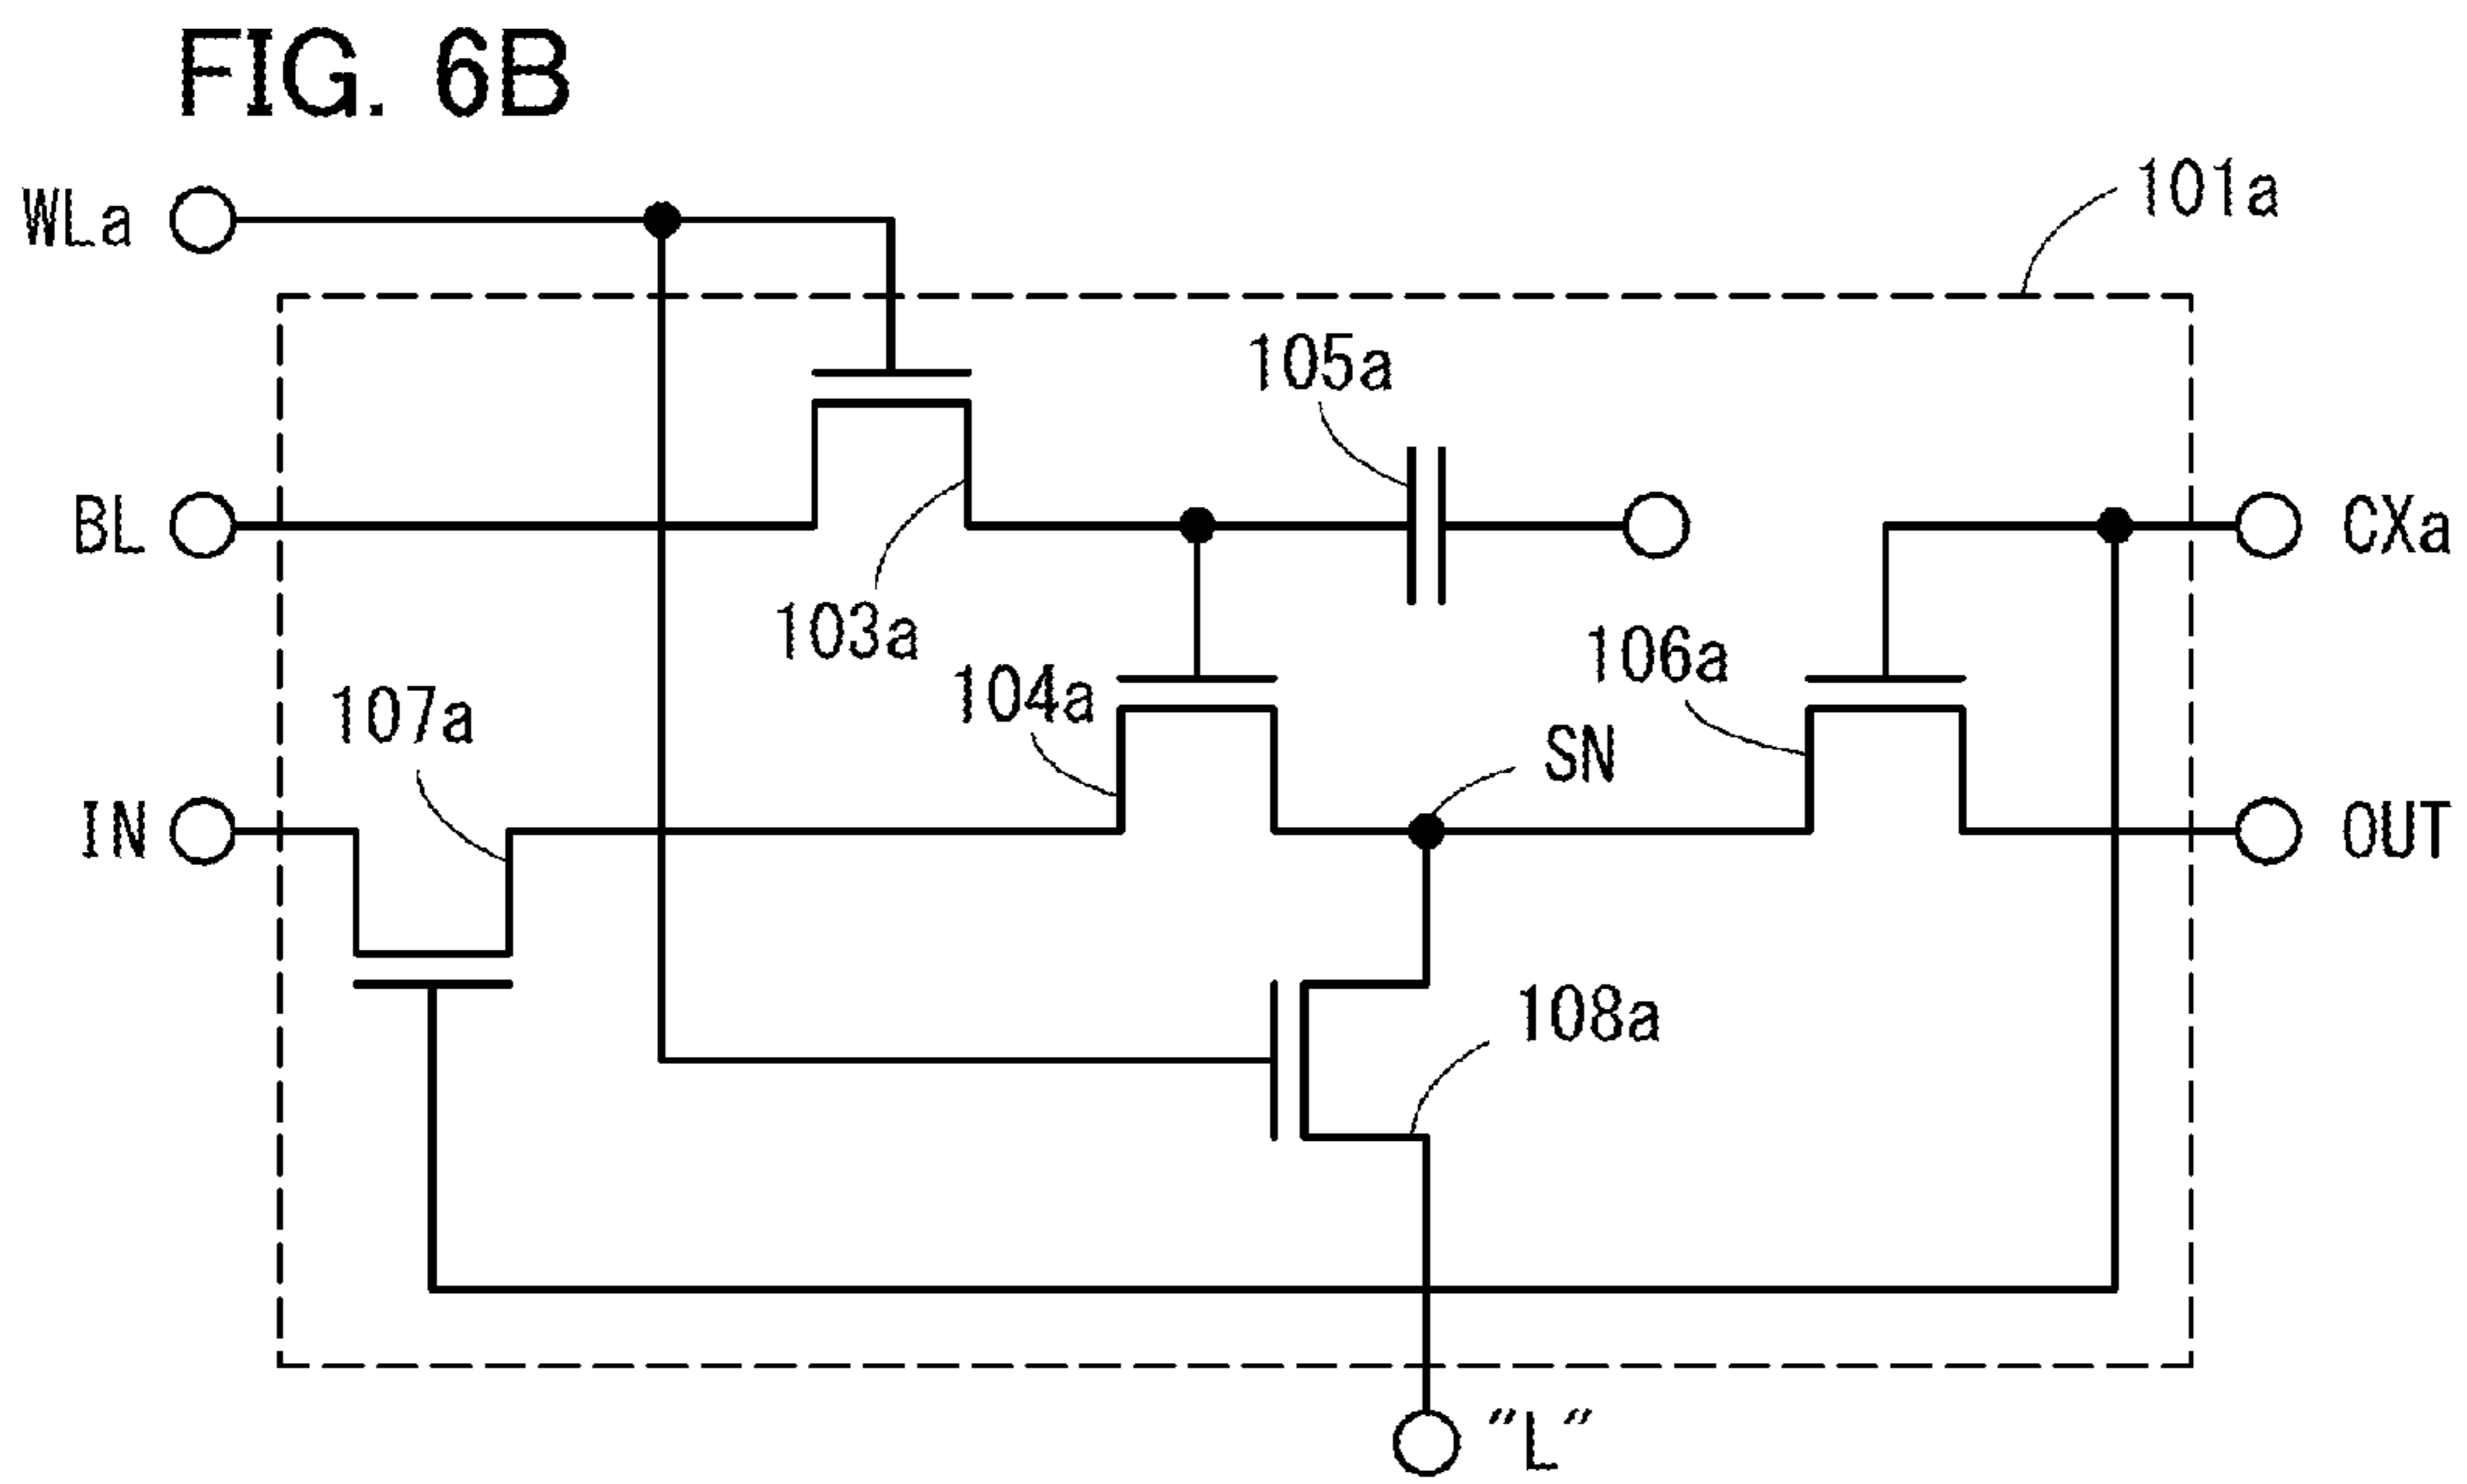 FIG. 6B
WLa
101a
105a
BL
CXa
103a
106a
104a
107a
SN
IN
OUT
108a
"L"